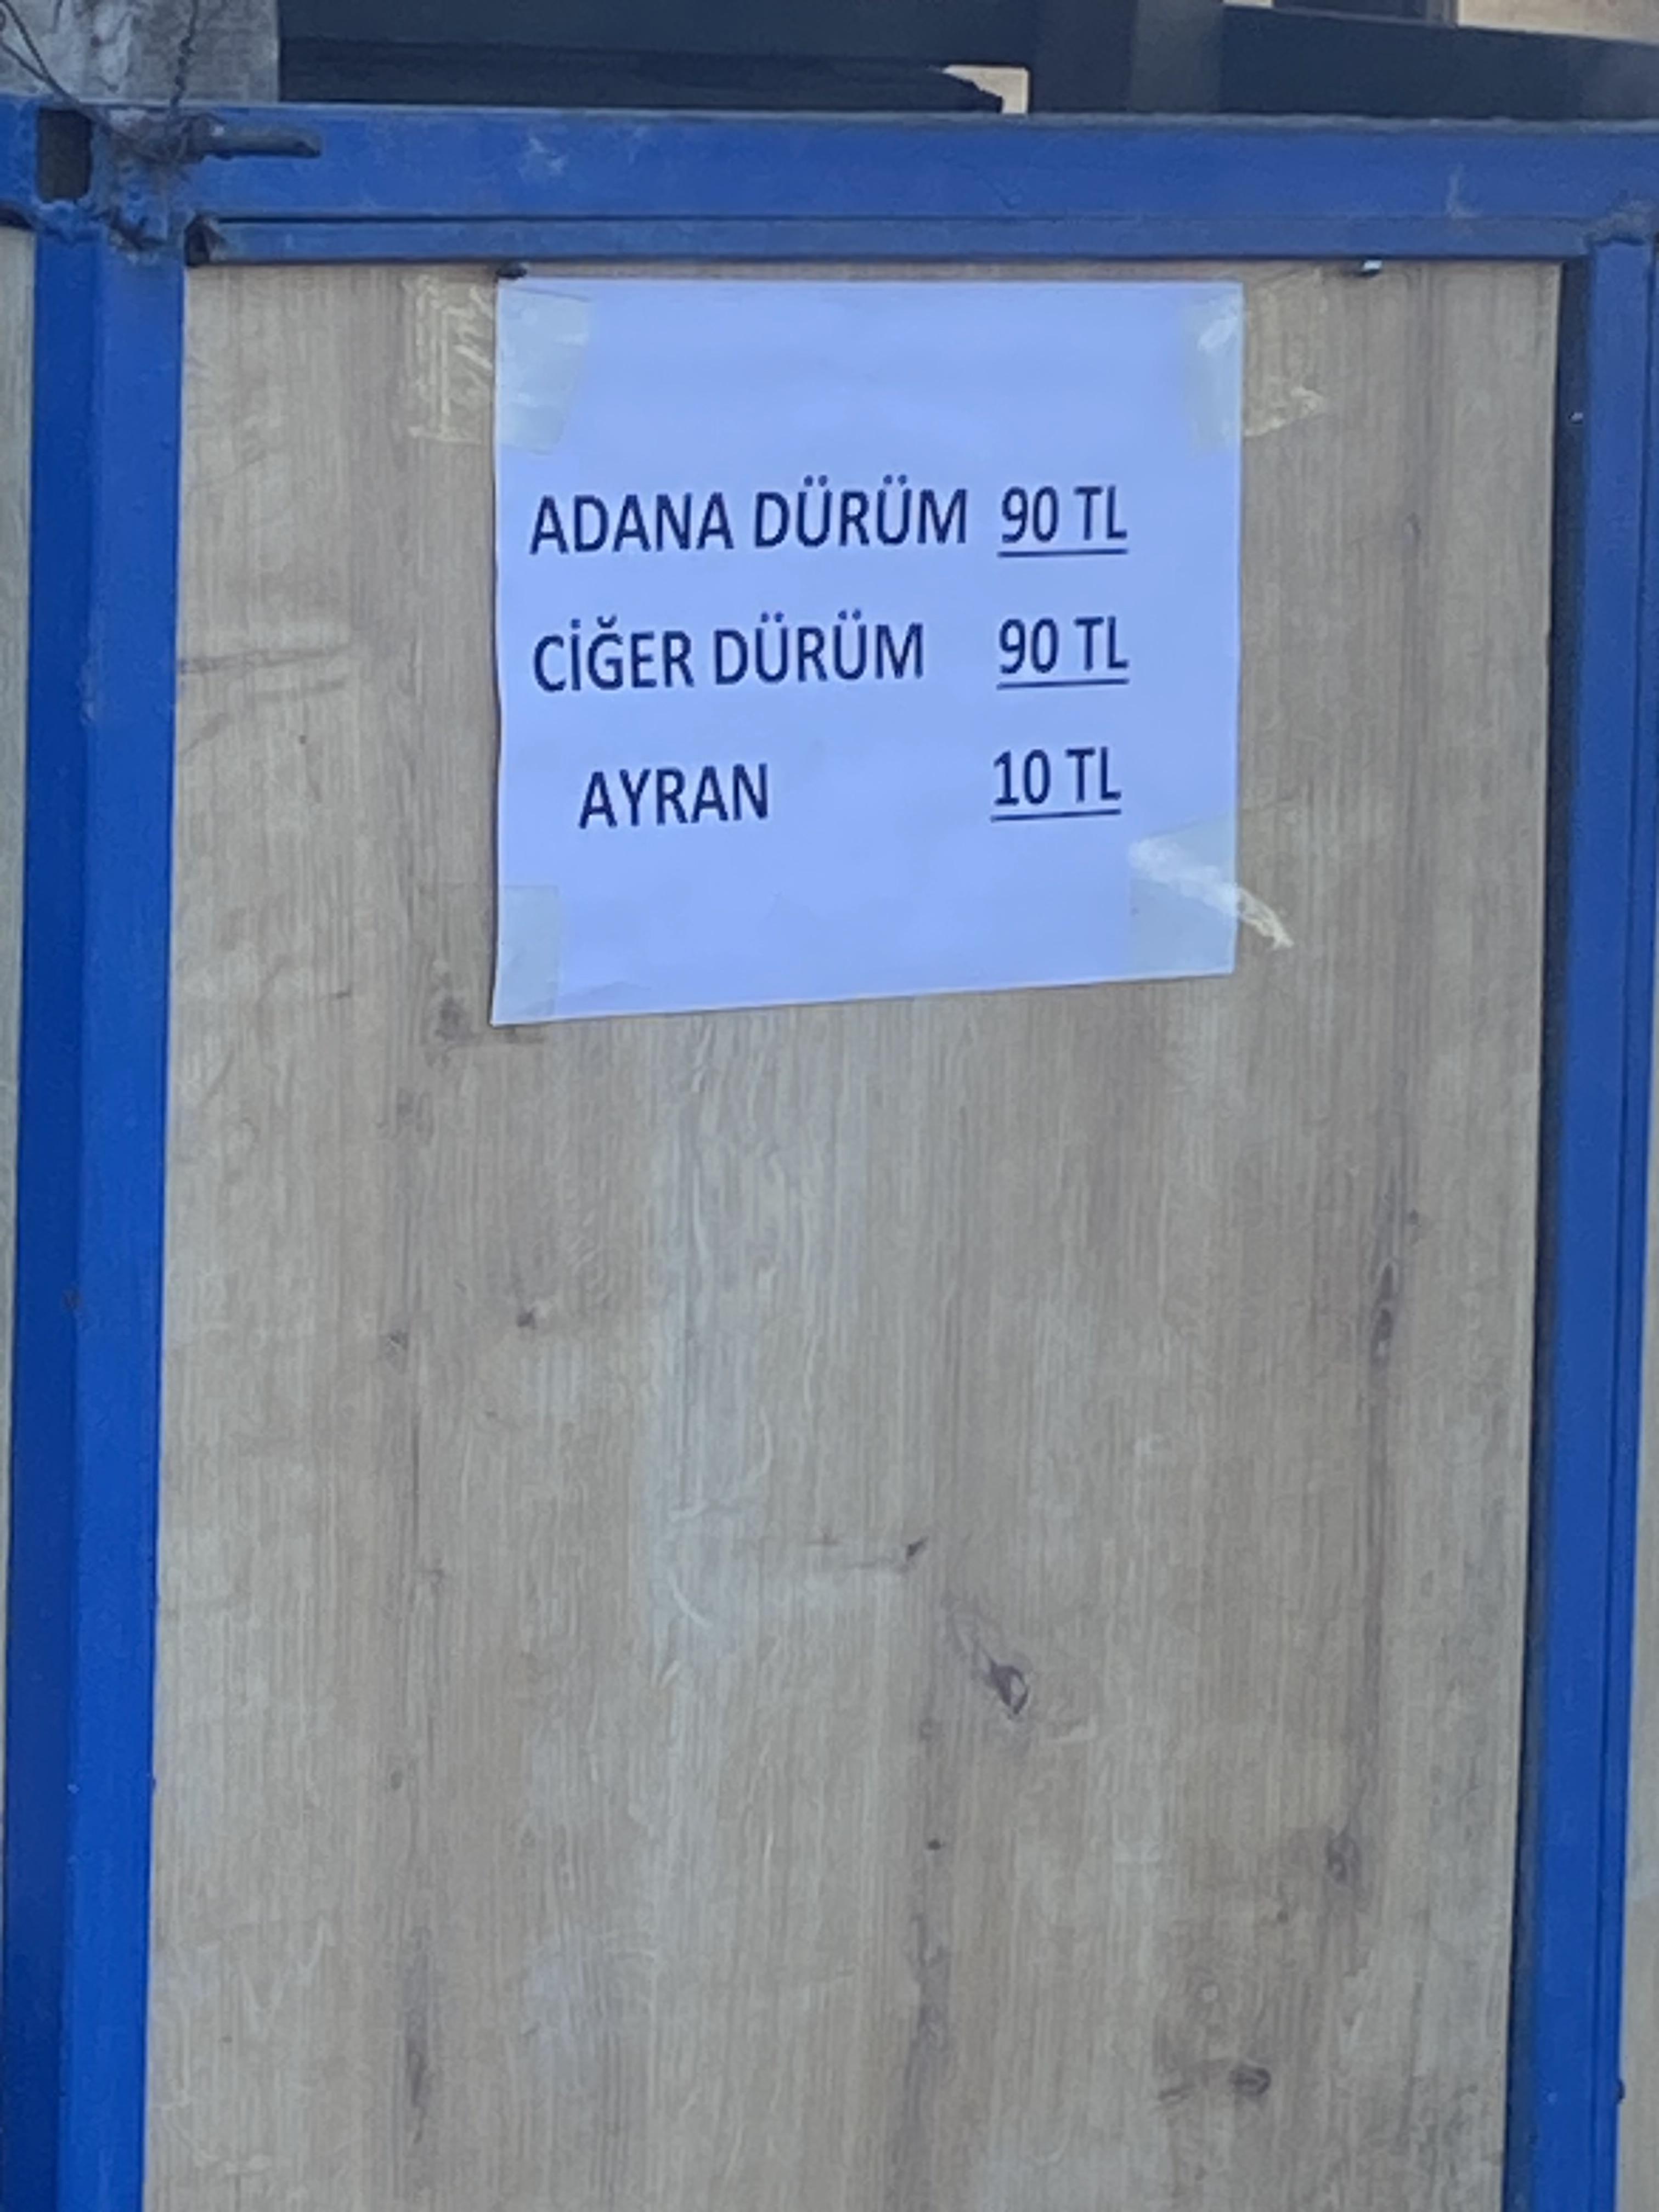 ADANA DÜRÜM 90 TL
CİĞER DÜRÜM 90 TL
AYRAN 10 TL